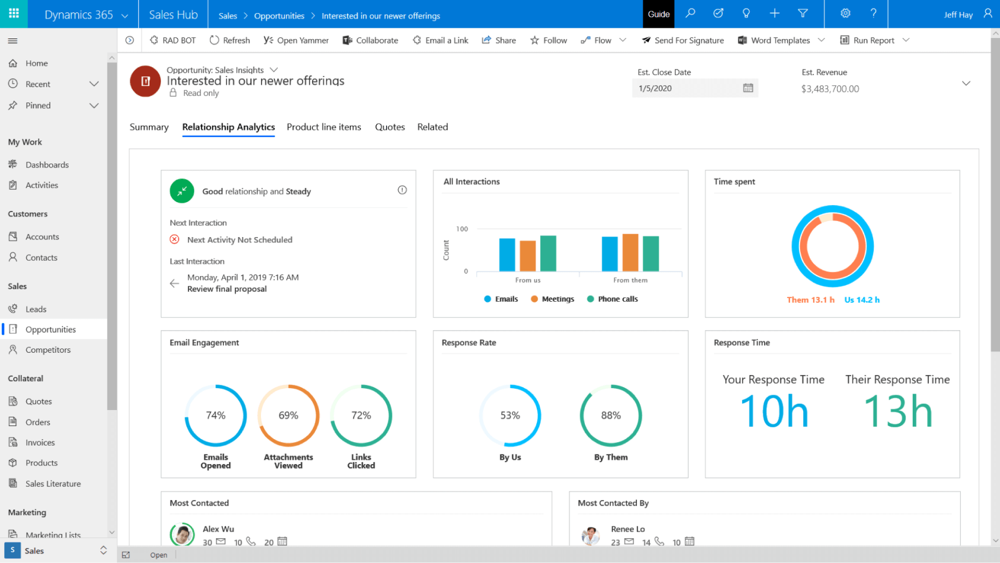 Dynamics 365
Sales Hub
Sales > Opportunities > Interested in our newer offerings
Guide
Jeff Hay
RAD BOT
Refresh
Open Yammer
Collaborate
Email a Link
Share
Follow
Flow
Send For Signature
Word Templates
Run Report
Home
Recent
Pinned
My Work
Dashboards
Activities
Customers
Accounts
Contacts
Sales
Leads
Opportunities
Competitors
Collateral
Quotes
Orders
Invoices
Products
Sales Literature
Marketing
Marketing Lists
S
Sales
Opportunity: Sales Insights
Interested in our newer offerings
Read only
Est. Close Date
1/5/2020
Est. Revenue
$3,483,700.00
Summary
Relationship Analytics
Product line items
Quotes
Related
Good relationship and Steady
Next Interaction
Next Activity Not Scheduled
Last Interaction
Monday, April 1, 2019 7:16 AM
Review final proposal
All Interactions
Count
100
0
From us
From them
Emails
Meetings
Phone calls
Time spent
Them 13.1 h
Us 14.2 h
Email Engagement
74%
Emails
Opened
69%
Attachments
Viewed
72%
Links
Clicked
Response Rate
53%
By Us
88%
By Them
Response Time
Your Response Time
10h
Their Response Time
13h
Most Contacted
Alex Wu
30
10
20
Most Contacted By
Renee Lo
23
14
10
Open